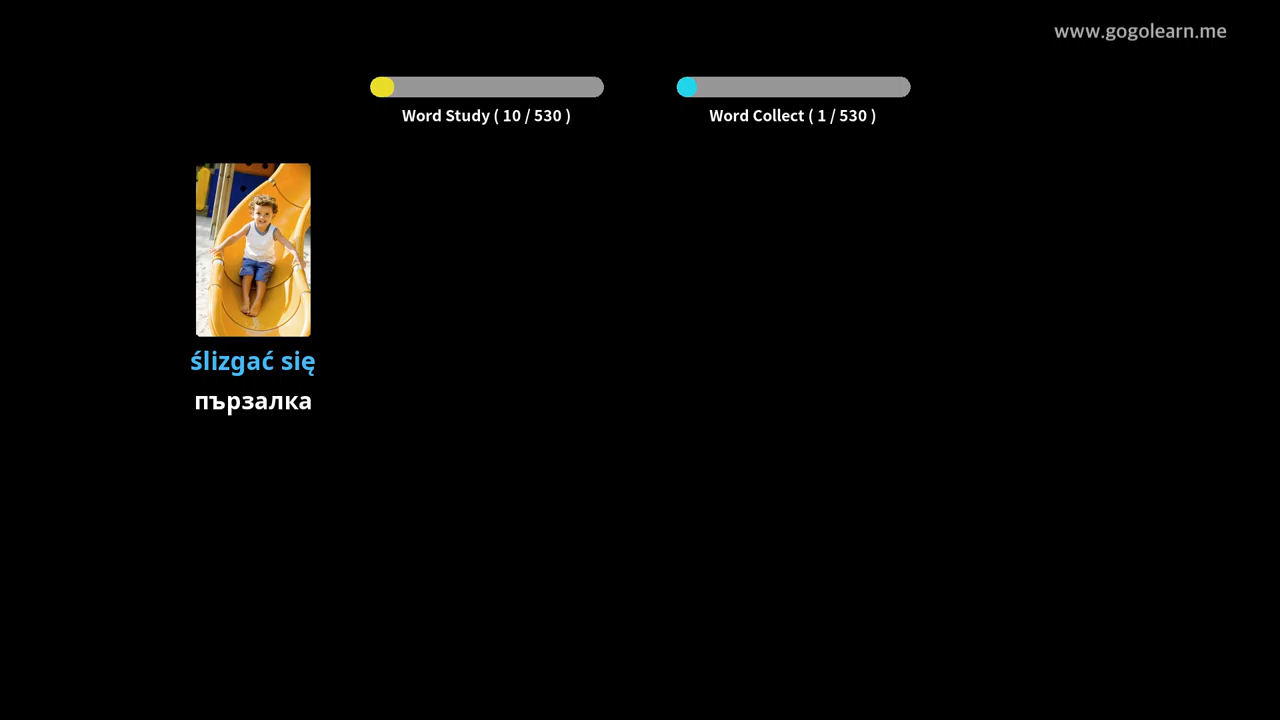 www.gogolearn.me
Word Study ( 10 / 530 )
Word Collect ( 1 / 530 )
ślizgać się
пързалка